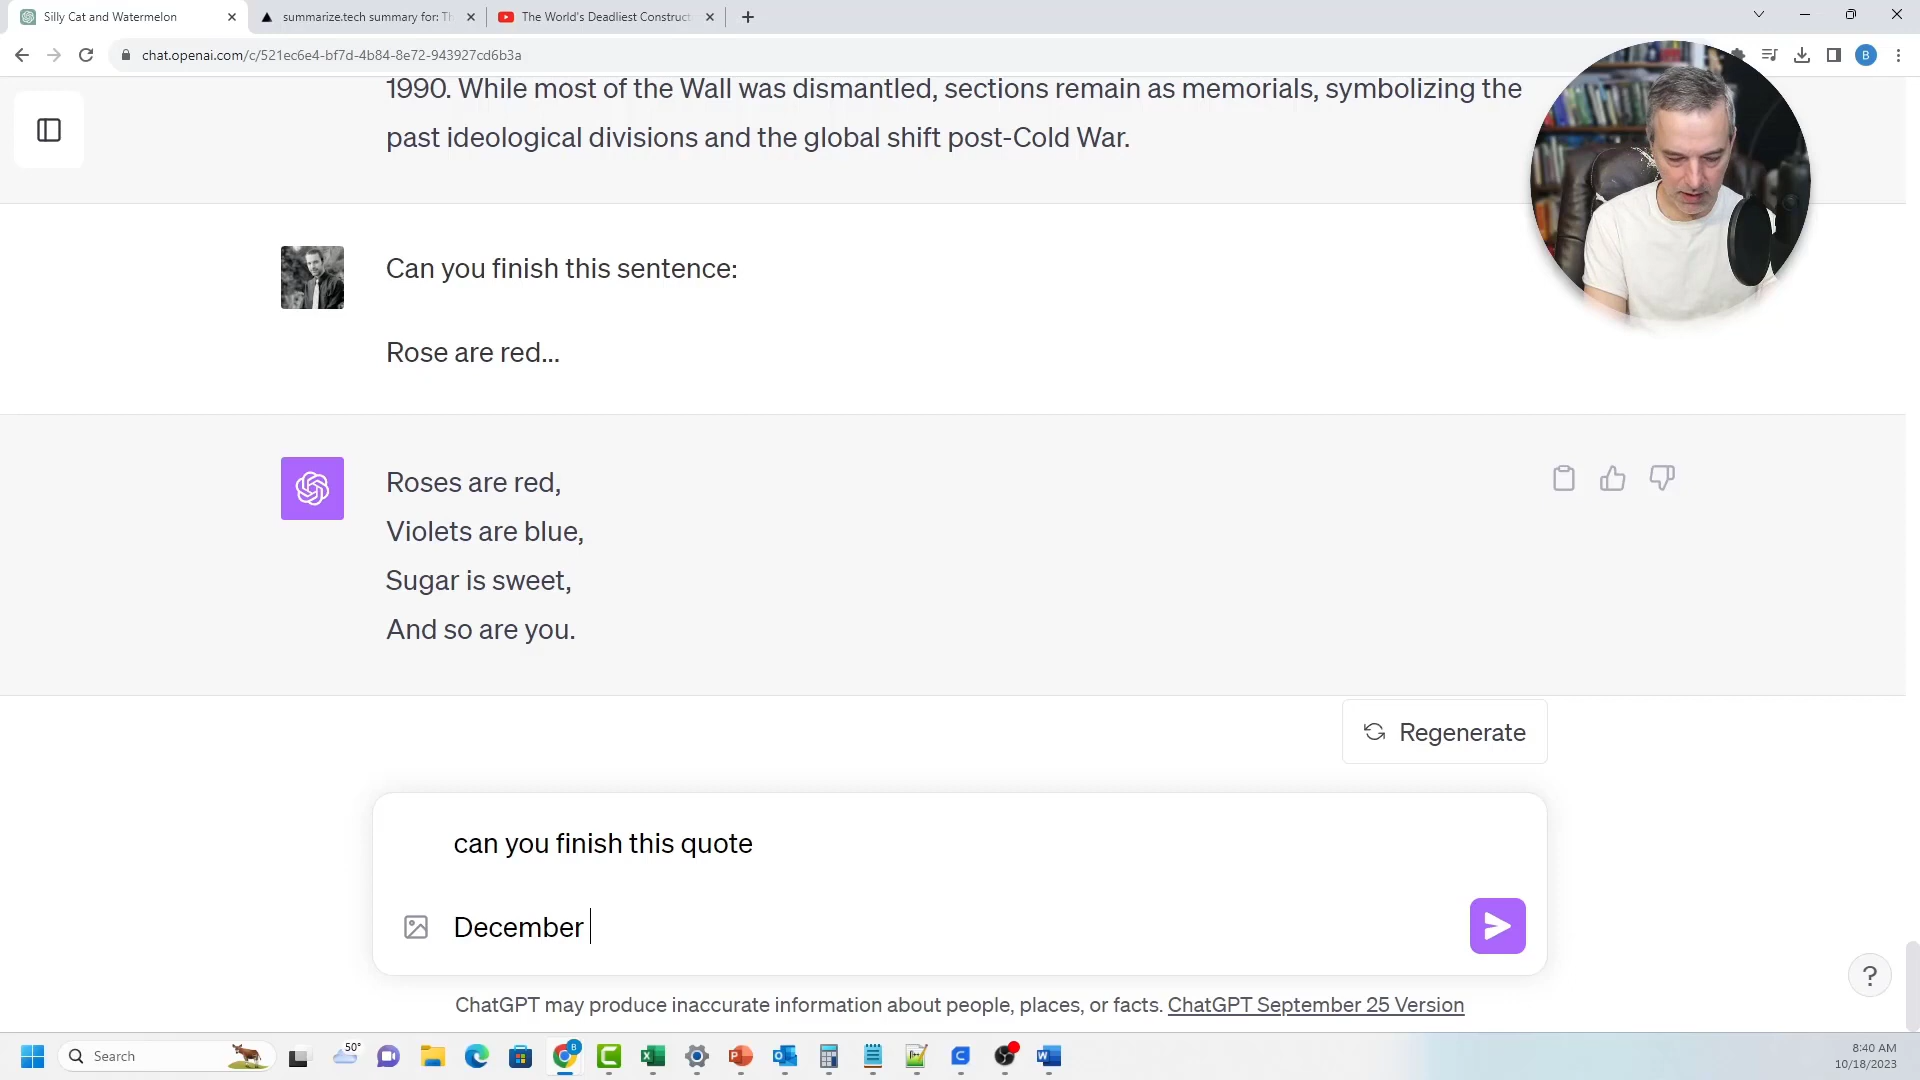 Silly Cat and Watermelon
summarize.tech summary for: Th
The World's Deadliest Construct
chat.openai.com/c/521ec6e4-bf7d-4b84-8e72-943927cd6b3a
B
1990. While most of the Wall was dismantled, sections remain as memorials, symbolizing the
past ideological divisions and the global shift post-Cold War.
Can you finish this sentence:
Rose are red...
Roses are red,
Violets are blue,
Sugar is sweet,
And so are you.
Regenerate
can you finish this quote
December
?
ChatGPT may produce inaccurate information about people, places, or facts. ChatGPT September 25 Version
Search
50°
8:40 AM
10/18/2023